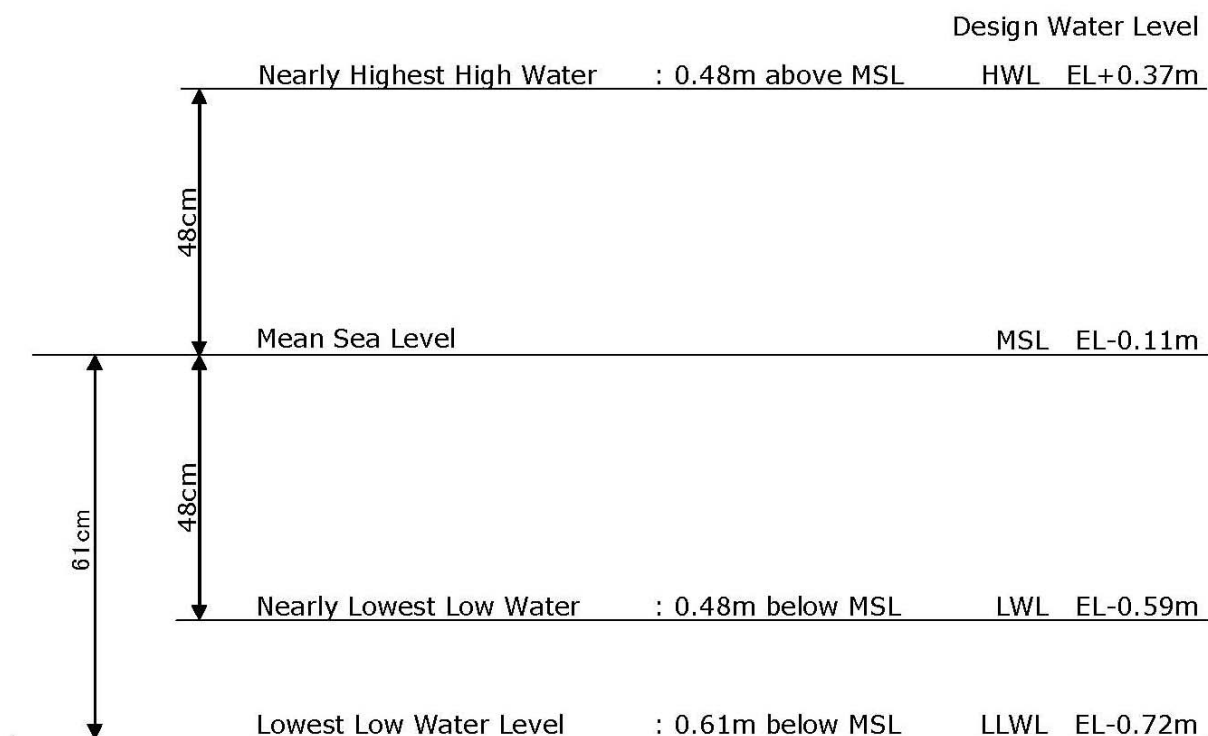 Design Water Level
Nearly Highest High Water : 0.48m above MSL HWL EL+0.37m
48cm
Mean Sea Level MSL EL-0.11m
48cm
61cm
Nearly Lowest Low Water : 0.48m below MSL LWL EL-0.59m
Lowest Low Water Level : 0.61m below MSL LLWL EL-0.72m